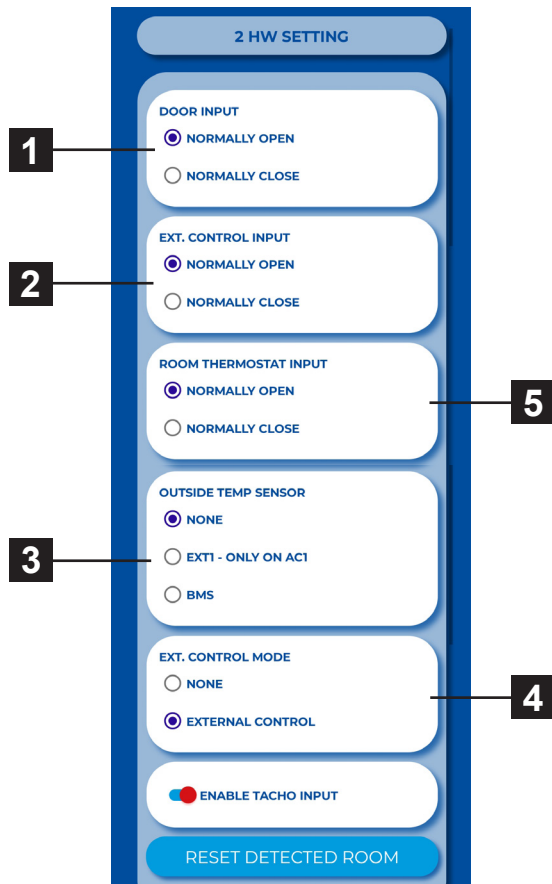 2 HW SETTING
DOOR INPUT
NORMALLY OPEN
NORMALLY CLOSE
1
EXT. CONTROL INPUT
NORMALLY OPEN
NORMALLY CLOSE
2
ROOM THERMOSTAT INPUT
NORMALLY OPEN
NORMALLY CLOSE
5
OUTSIDE TEMP SENSOR
NONE
EXT1 - ONLY ON AC1
BMS
3
EXT. CONTROL MODE
NONE
EXTERNAL CONTROL
4
ENABLE TACHO INPUT
RESET DETECTED ROOM